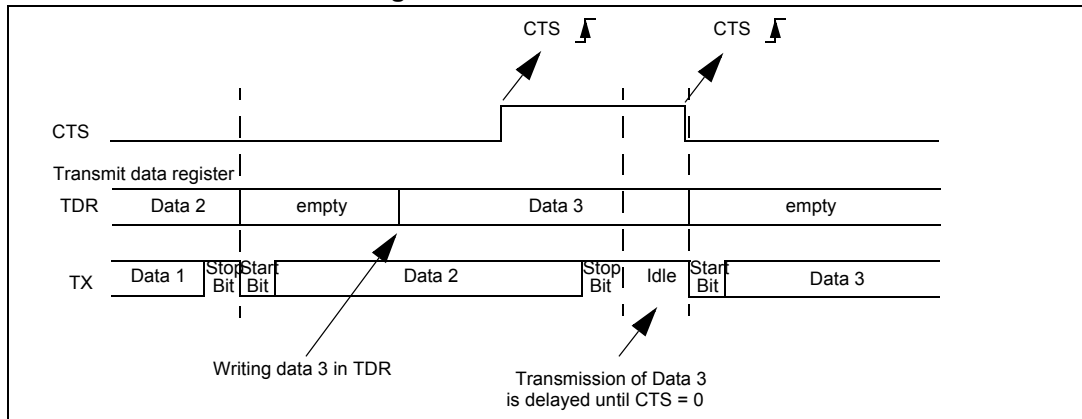 CTS CTS
CTS
Transmit data register
TDR Data 2 empty Data 3 empty
TX Data 1 Stop Bit Start Bit Data 2 Stop Bit Idle Start Bit Data 3
Writing data 3 in TDR
Transmission of Data 3
is delayed until CTS = 0